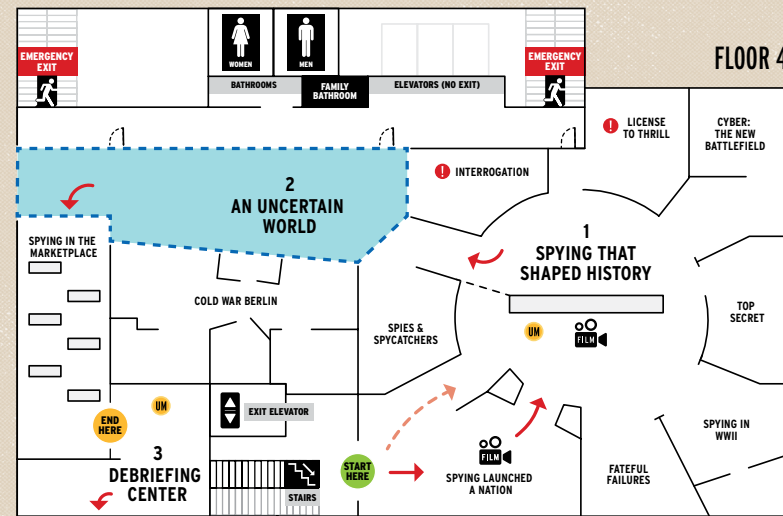 FLOOR 4
EMERGENCY
EXIT
WOMEN
MEN
EMERGENCY
EXIT
BATHROOMS
FAMILY
BATHROOM
ELEVATORS (NO EXIT)
! LICENSE
TO THRILL
CYBER:
THE NEW
BATTLEFIELD
! INTERROGATION
2
AN UNCERTAIN
WORLD
1
SPYING THAT
SHAPED HISTORY
SPYING IN THE
MARKETPLACE
COLD WAR BERLIN
SPIES &
SPYCATCHERS
UM
FILM
TOP
SECRET
END
HERE
UM
EXIT ELEVATOR
3
DEBRIEFING
CENTER
STAIRS
START
HERE
FILM
SPYING LAUNCHED
A NATION
FATEFUL
FAILURES
SPYING IN
WWII